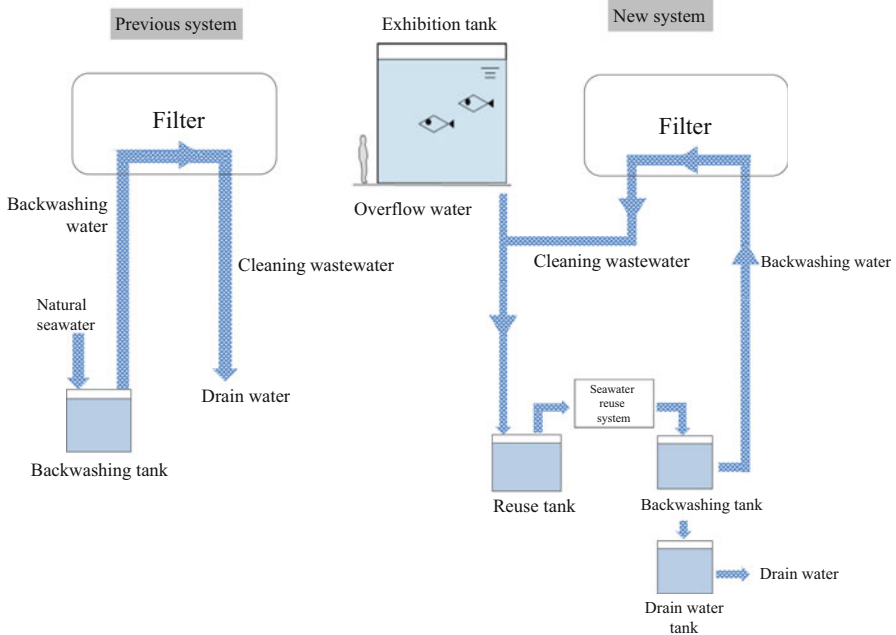 Previous system
Filter
Backwashing
water
Cleaning wastewater
Natural
seawater
Drain water
Backwashing tank
Exhibition tank
Overflow water
New system
Filter
Cleaning wastewater
Backwashing water
Seawater
reuse
system
Reuse tank
Backwashing tank
Drain water
Drain water
tank